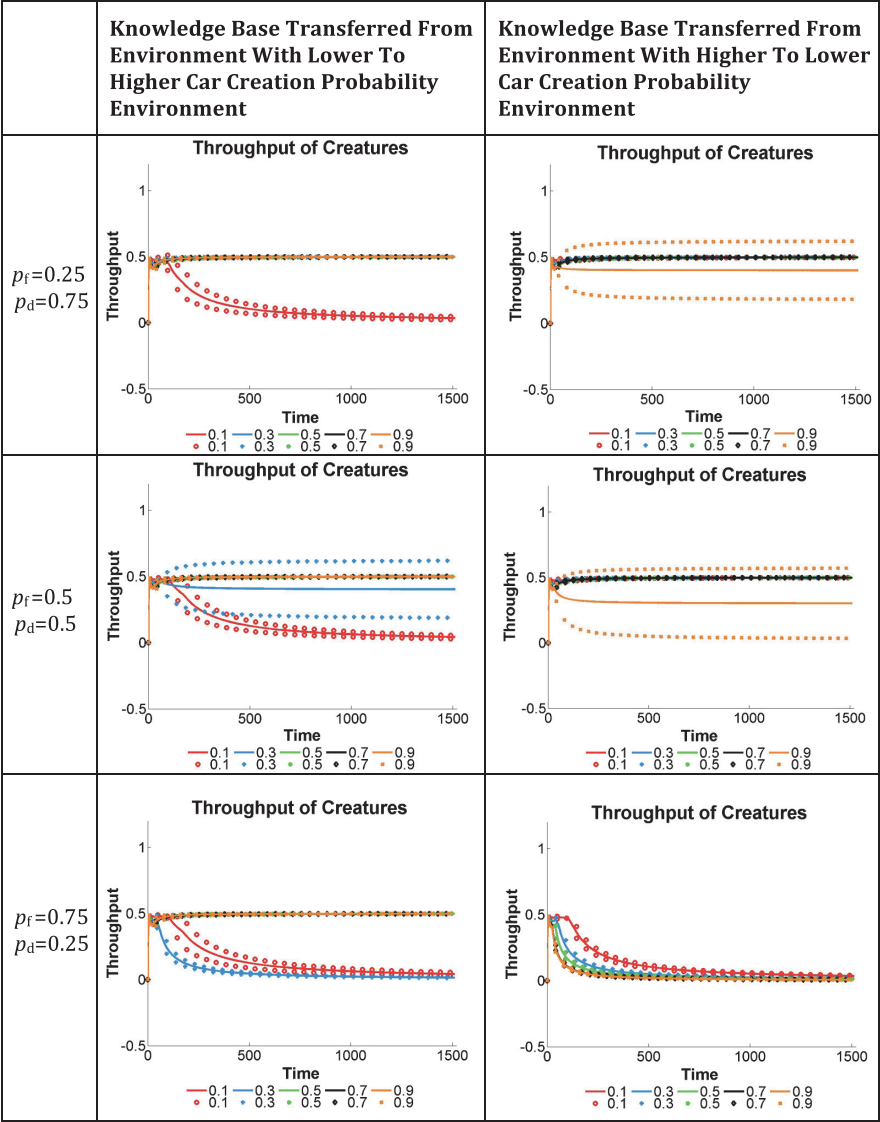 Knowledge Base Transferred From
Environment With Lower To
Higher Car Creation Probability
Environment
Knowledge Base Transferred From
Environment With Higher To Lower
Car Creation Probability
Environment
pf=0.25
pd=0.75
Throughput of Creatures
1
0.5
0
-0.5
Throughput
0 500 1000 1500
Time
0.1 0.3 0.5 0.7 0.9
0.1 0.3 0.5 0.7 0.9
Throughput of Creatures
1
0.5
0
-0.5
Throughput
0 500 1000 1500
Time
0.1 0.3 0.5 0.7 0.9
0.1 0.3 0.5 0.7 0.9
pf=0.5
pd=0.5
Throughput of Creatures
1
0.5
0
-0.5
Throughput
0 500 1000 1500
Time
0.1 0.3 0.5 0.7 0.9
0.1 0.3 0.5 0.7 0.9
Throughput of Creatures
1
0.5
0
-0.5
Throughput
0 500 1000 1500
Time
0.1 0.3 0.5 0.7 0.9
0.1 0.3 0.5 0.7 0.9
pf=0.75
pd=0.25
Throughput of Creatures
1
0.5
0
-0.5
Throughput
0 500 1000 1500
Time
0.1 0.3 0.5 0.7 0.9
0.1 0.3 0.5 0.7 0.9
Throughput of Creatures
1
0.5
0
-0.5
Throughput
0 500 1000 1500
Time
0.1 0.3 0.5 0.7 0.9
0.1 0.3 0.5 0.7 0.9